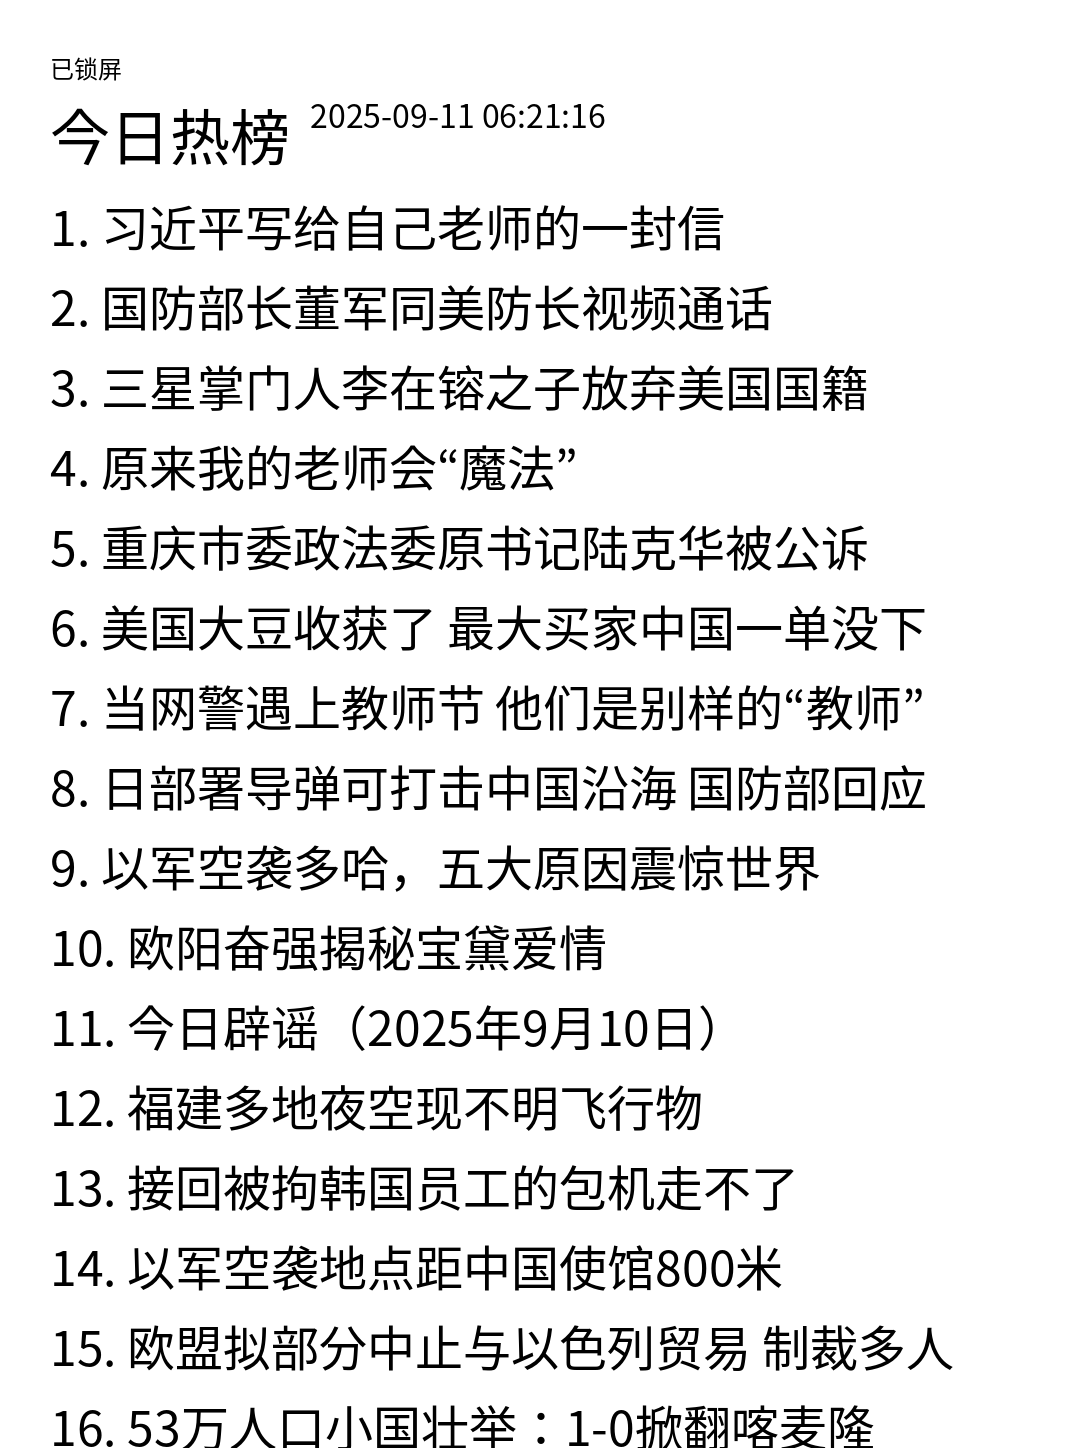 已锁屏
今日热榜 2025-09-11 06:21:16
1. 习近平写给自己老师的一封信
2. 国防部长董军同美防长视频通话
3. 三星掌门人李在镕之子放弃美国国籍
4. 原来我的老师会“魔法”
5. 重庆市委政法委原书记陆克华被公诉
6. 美国大豆收获了 最大买家中国一单没下
7. 当网警遇上教师节 他们是别样的“教师”
8. 日部署导弹可打击中国沿海 国防部回应
9. 以军空袭多哈，五大原因震惊世界
10. 欧阳奋强揭秘宝黛爱情
11. 今日辟谣（2025年9月10日）
12. 福建多地夜空现不明飞行物
13. 接回被拘韩国员工的包机走不了
14. 以军空袭地点距中国使馆800米
15. 欧盟拟部分中止与以色列贸易 制裁多人
16. 53万人口小国壮举：1-0掀翻喀麦隆